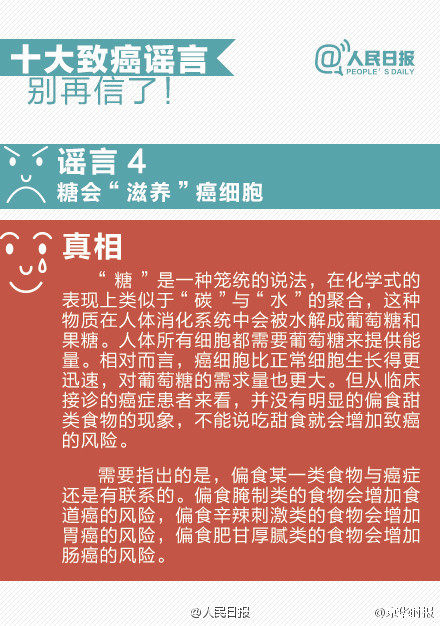 十大致癌谣言
@人民日报
PEOPLE'S DAILY
别再信了！
谣言 4
糖会“滋养”癌细胞
真相
“糖”是一种笼统的说法，在化学式的
表现上类似于“碳”与“水”的聚合，这种
物质在人体消化系统中会被水解成葡萄糖和
果糖。人体所有细胞都需要葡萄糖来提供能
量。相对而言，癌细胞比正常细胞生长得更
迅速，对葡萄糖的需求量也更大。但从临床
接诊的癌症患者来看，并没有明显的偏食甜
类食物的现象，不能说吃甜食就会增加致癌
的风险。
需要指出的是，偏食某一类食物与癌症
还是有联系的。偏食腌制类的食物会增加食
道癌的风险，偏食辛辣刺激类的食物会增加
胃癌的风险，偏食肥甘厚腻类的食物会增加
肠癌的风险。
@人民日报
@京华时报